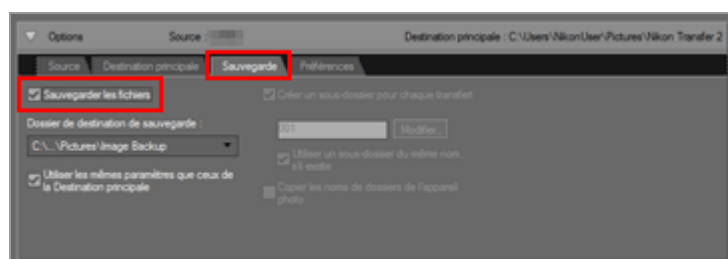 Options Source : Destination principale : C:\Users\NikonUser\Pictures\Nikon Transfer 2
Source Destination principale Sauvegarde Préférences
Sauvegarder les fichiers
Dossier de destination de sauvegarde :
C:\...\Pictures\Image Backup
Utiliser les mêmes paramètres que ceux de
la Destination principale
Créer un sous-dossier pour chaque transfert
001 Modifier...
Utiliser un sous-dossier du même nom,
s'il existe
Copier les noms de dossiers de l'appareil
photo